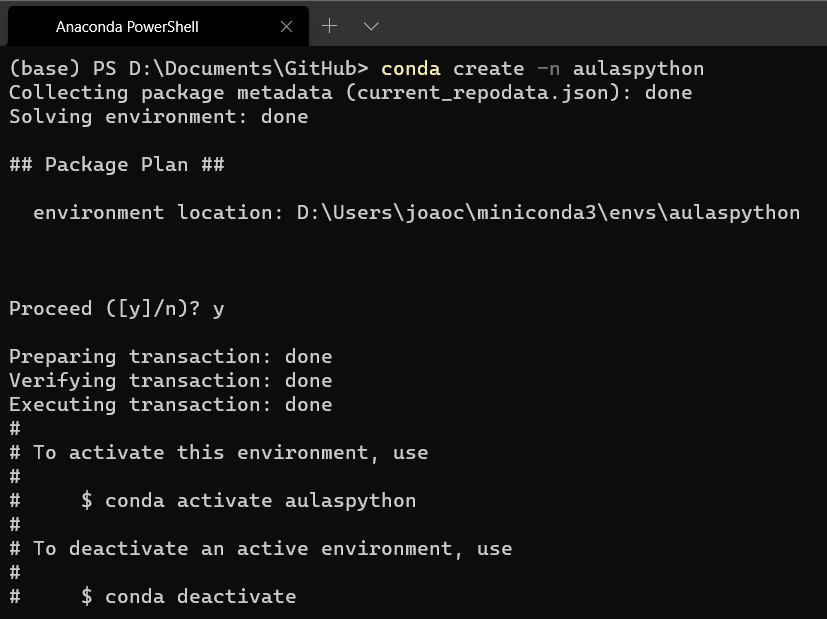 Anaconda PowerShell
(base) PS D:\Documents\GitHub> conda create -n aulaspython
Collecting package metadata (current_repodata.json): done
Solving environment: done
## Package Plan ##
environment location: D:\Users\joaoc\miniconda3\envs\aulaspython
Proceed ([y]/n)? y
Preparing transaction: done
Verifying transaction: done
Executing transaction: done
#
# To activate this environment, use
#
#     $ conda activate aulaspython
#
# To deactivate an active environment, use
#
#     $ conda deactivate